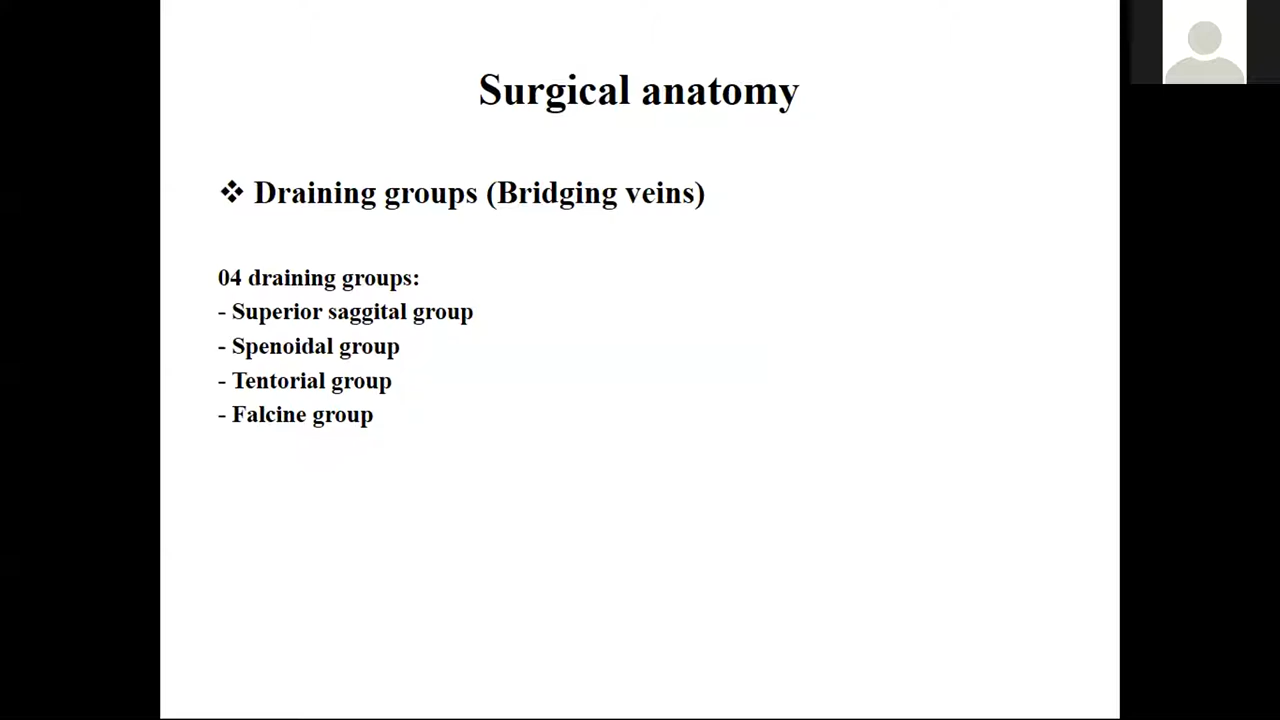 Surgical anatomy
❖ Draining groups (Bridging veins)
04 draining groups:
- Superior saggital group
- Spenoidal group
- Tentorial group
- Falcine group